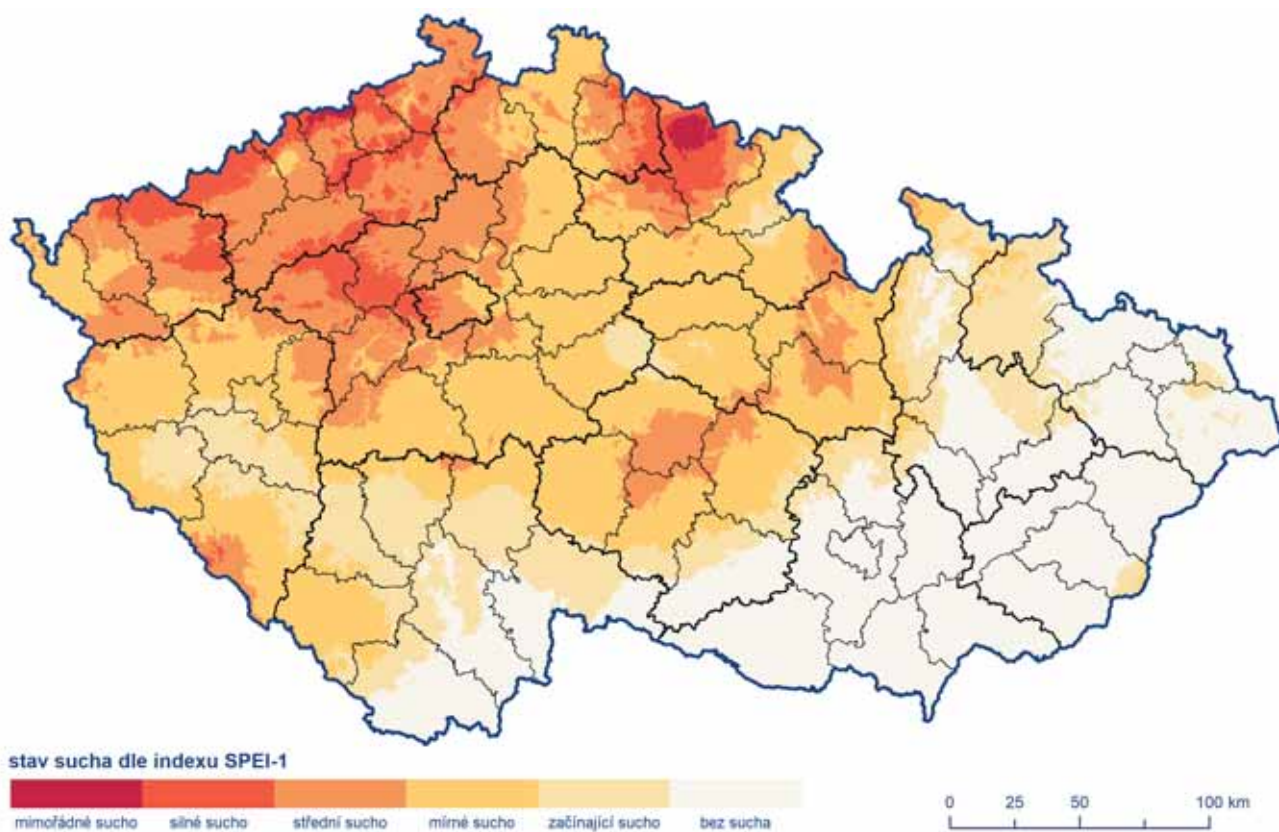 stav sucha dle indexu SPEI-1
mimořádné sucho silné sucho střední sucho mírné sucho začínající sucho bez sucha
0 25 50 100 km